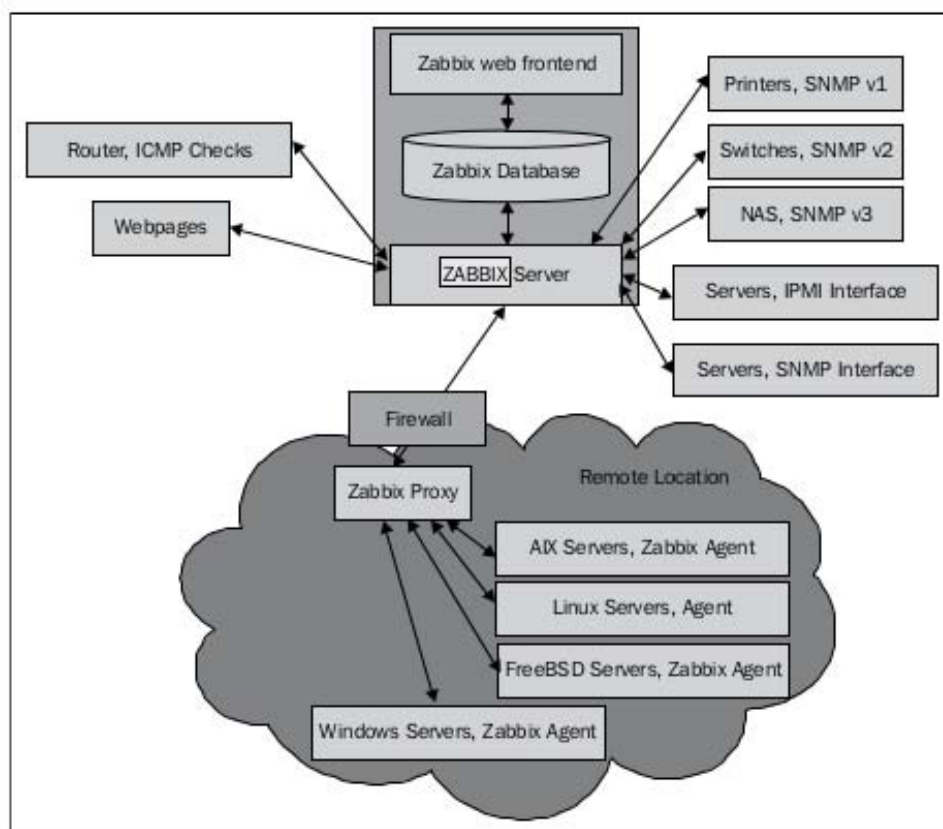 Zabbix web frontend
Printers, SNMP v1
Router, ICMP Checks
Zabbix Database
Switches, SNMP v2
Webpages
NAS, SNMP v3
ZABBIX Server
Servers, IPMI Interface
Servers, SNMP Interface
Firewall
Remote Location
Zabbix Proxy
AIX Servers, Zabbix Agent
Linux Servers, Agent
FreeBSD Servers, Zabbix Agent
Windows Servers, Zabbix Agent